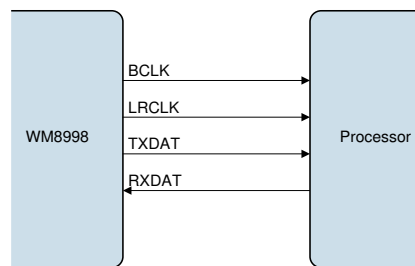 BCLK
LRCLK
WM8998
TXDAT
Processor
RXDAT